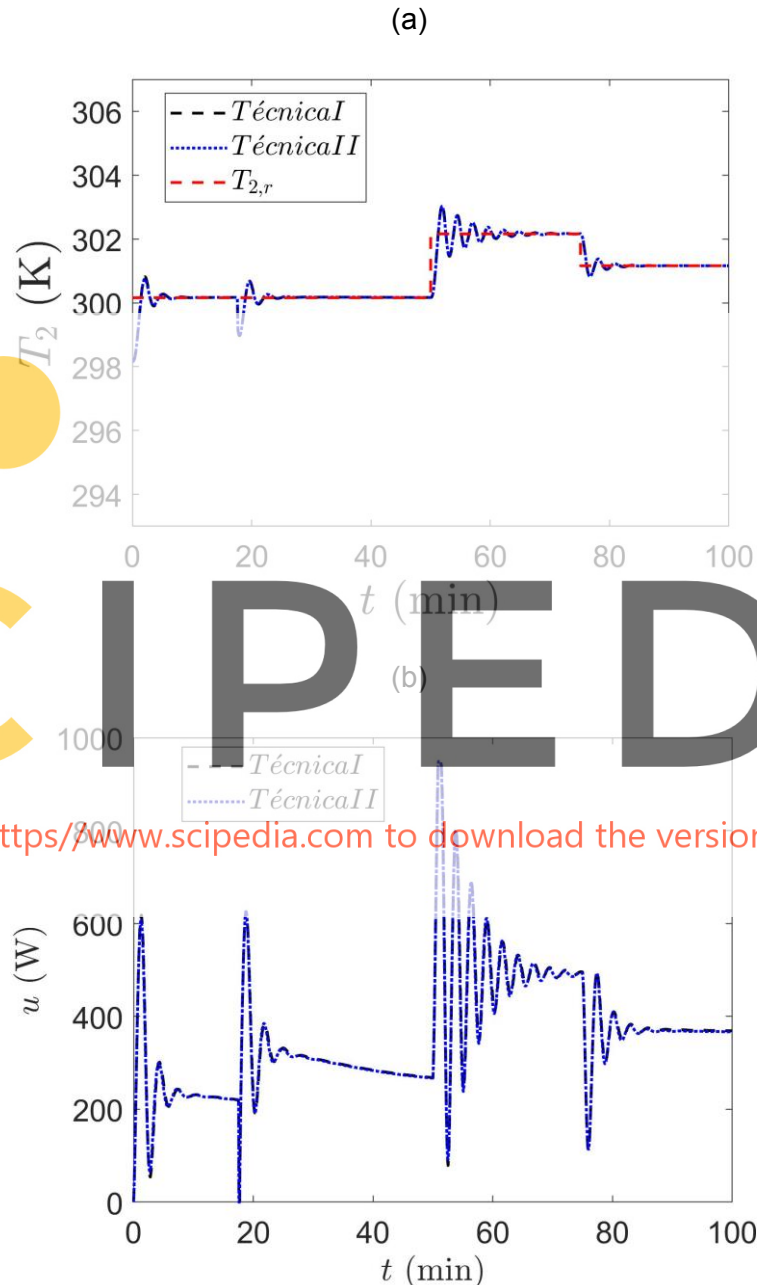 (a)
306
304
302
300
298
296
294
T₂ (K)
TécnicaI
TécnicaII
T₂,ᵣ
0 20 40 60 80 100
t (min)
CIPED
(b)
1000
800
600
400
200
0
u (W)
TécnicaI
TécnicaII
ttps//www.scipedia.com to download the version
0 20 40 60 80 100
t (min)